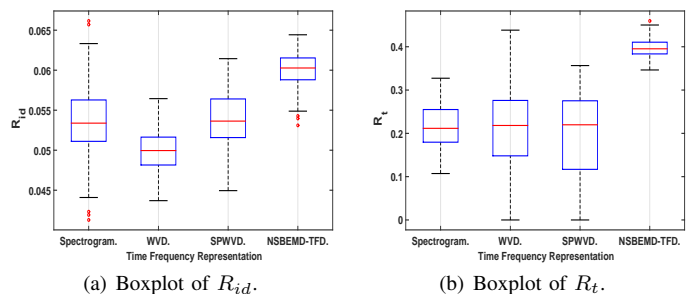 0.065
0.06
0.055
0.05
0.045
R_id
Spectrogram. WVD. SPWVD. NSBEMD-TFD.
Time Frequency Representation
(a) Boxplot of R_id.
0.4
0.3
0.2
0.1
0
R_t
Spectrogram. WVD. SPWVD. NSBEMD-TFD.
Time Frequency Representation
(b) Boxplot of R_t.